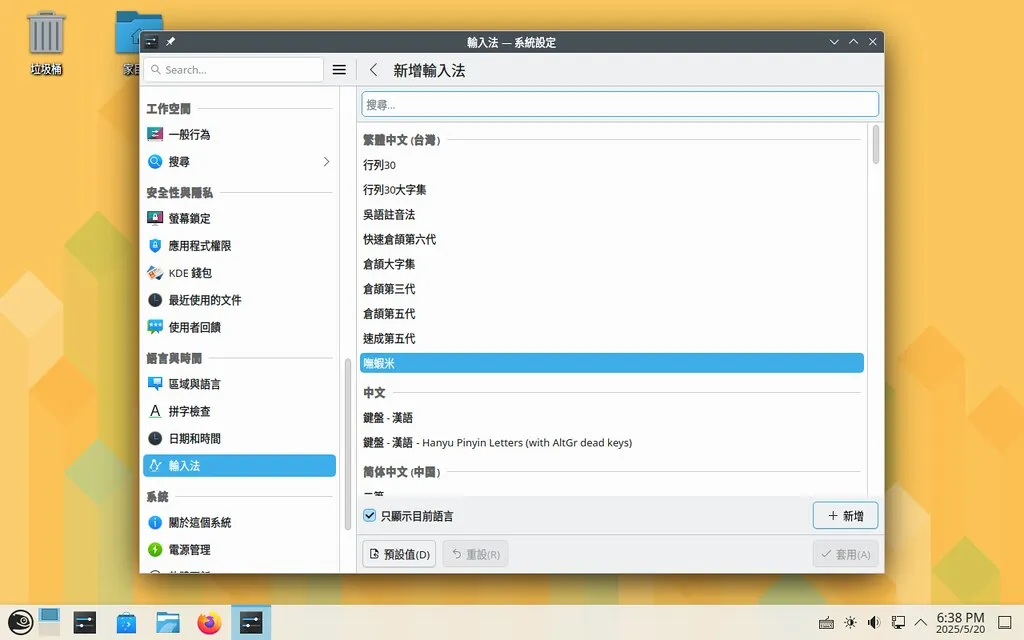 垃圾桶
輸入法 — 系統設定
Search...
新增輸入法
搜尋...
工作空間
一般行為
搜尋
安全性與隱私
螢幕鎖定
應用程式權限
KDE 錢包
最近使用的文件
使用者回饋
語言與時間
區域與語言
拼字檢查
日期和時間
輸入法
系統
關於這個系統
電源管理
繁體中文 (台灣)
行列30
行列30大字集
吳語註音法
快速倉頡第六代
倉頡大字集
倉頡第三代
倉頡第五代
速成第五代
嘸蝦米
中文
鍵盤 - 漢語
鍵盤 - 漢語 - Hanyu Pinyin Letters (with AltGr dead keys)
简体中文 (中国)
只顯示目前語言
新增
預設值(D)
重設(R)
套用(A)
6:38 PM
2025/5/20